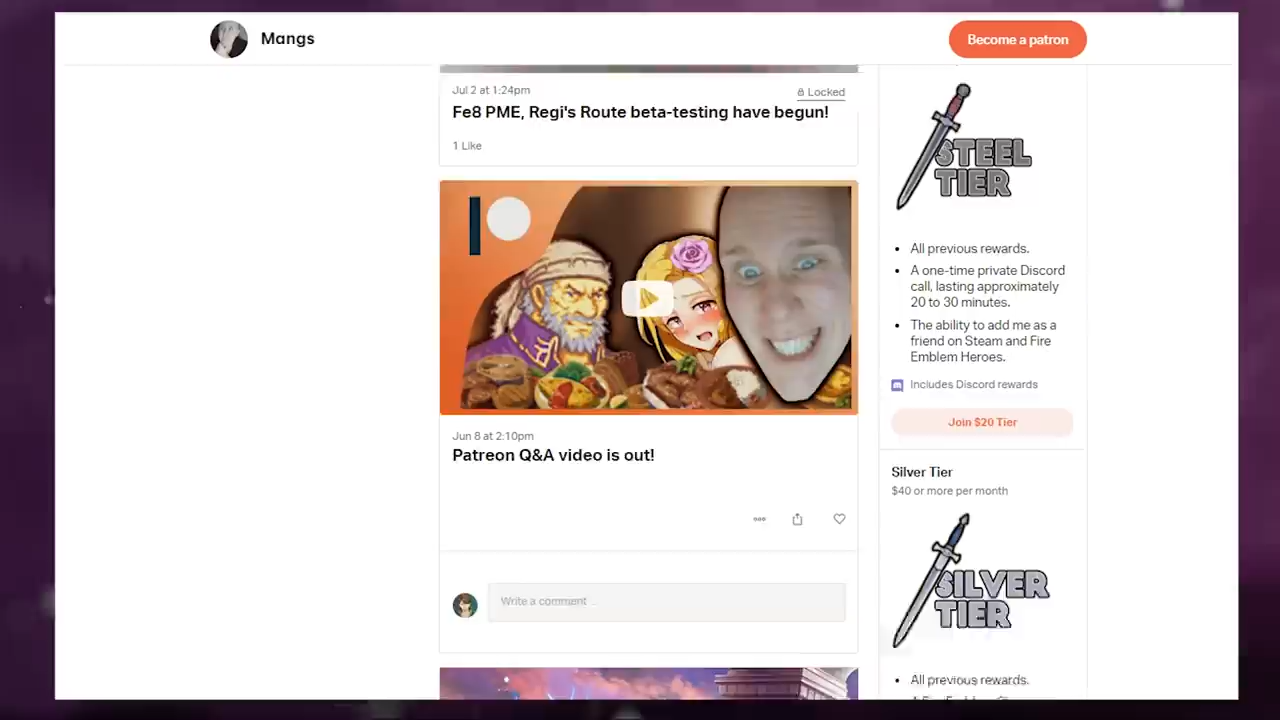 Mangs
Become a patron
Jul 2 at 1:24pm
Locked
Fe8 PME, Regi's Route beta-testing have begun!
1 Like
Jun 8 at 2:10pm
Patreon Q&A video is out!
Write a comment...
STEEL
TIER
All previous rewards.
A one-time private Discord
call, lasting approximately
20 to 30 minutes.
The ability to add me as a
friend on Steam and Fire
Emblem Heroes.
Includes Discord rewards
Join $20 Tier
Silver Tier
$40 or more per month
SILVER
TIER
All previous rewards.